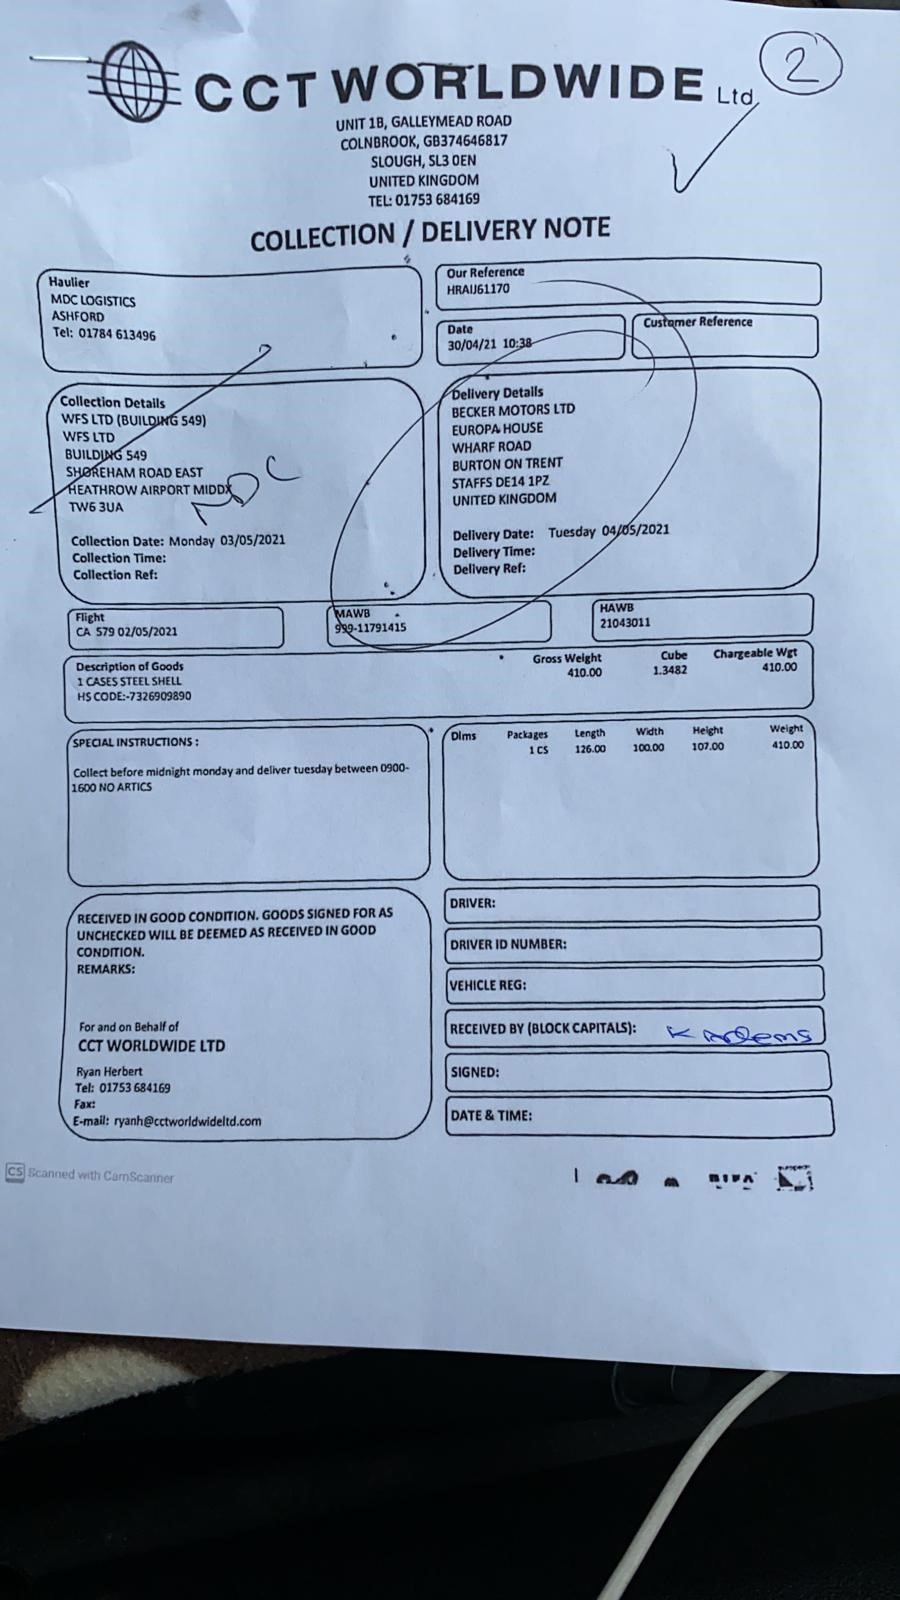 2
CCT WORLDWIDE Ltd
UNIT 1B, GALLEYMEAD ROAD
COLNBROOK, GB374646817
SLOUGH, SL3 0EN
UNITED KINGDOM
TEL: 01753 684169
COLLECTION / DELIVERY NOTE
Haulier
MDC LOGISTICS
ASHFORD
Tel: 01784 613496
Our Reference
HRAIJ61170
Date
30/04/21 10:38
Customer Reference
Collection Details
WFS LTD (BUILDING 549)
WFS LTD
BUILDING 549
SHOREHAM ROAD EAST
HEATHROW AIRPORT MIDDX
TW6 3UA
MDC
Collection Date: Monday 03/05/2021
Collection Time:
Collection Ref:
Delivery Details
BECKER MOTORS LTD
EUROPA HOUSE
WHARF ROAD
BURTON ON TRENT
STAFFS DE14 1PZ
UNITED KINGDOM
Delivery Date: Tuesday 04/05/2021
Delivery Time:
Delivery Ref:
Flight
CA 579 02/05/2021
MAWB
999-11791415
HAWB
21043011
Description of Goods
1 CASES STEEL SHELL
HS CODE:-7326909890
Gross Weight Cube Chargeable Wgt
410.00 1.3482 410.00
SPECIAL INSTRUCTIONS :
Collect before midnight monday and deliver tuesday between 0900-
1600 NO ARTICS
Dims Packages Length Width Height Weight
1 CS 126.00 100.00 107.00 410.00
RECEIVED IN GOOD CONDITION. GOODS SIGNED FOR AS
UNCHECKED WILL BE DEEMED AS RECEIVED IN GOOD
CONDITION.
REMARKS:
For and on Behalf of
CCT WORLDWIDE LTD
Ryan Herbert
Tel: 01753 684169
Fax:
E-mail: ryanh@cctworldwideltd.com
DRIVER:
DRIVER ID NUMBER:
VEHICLE REG:
RECEIVED BY (BLOCK CAPITALS): K
SIGNED:
DATE & TIME:
CS Scanned with CamScanner